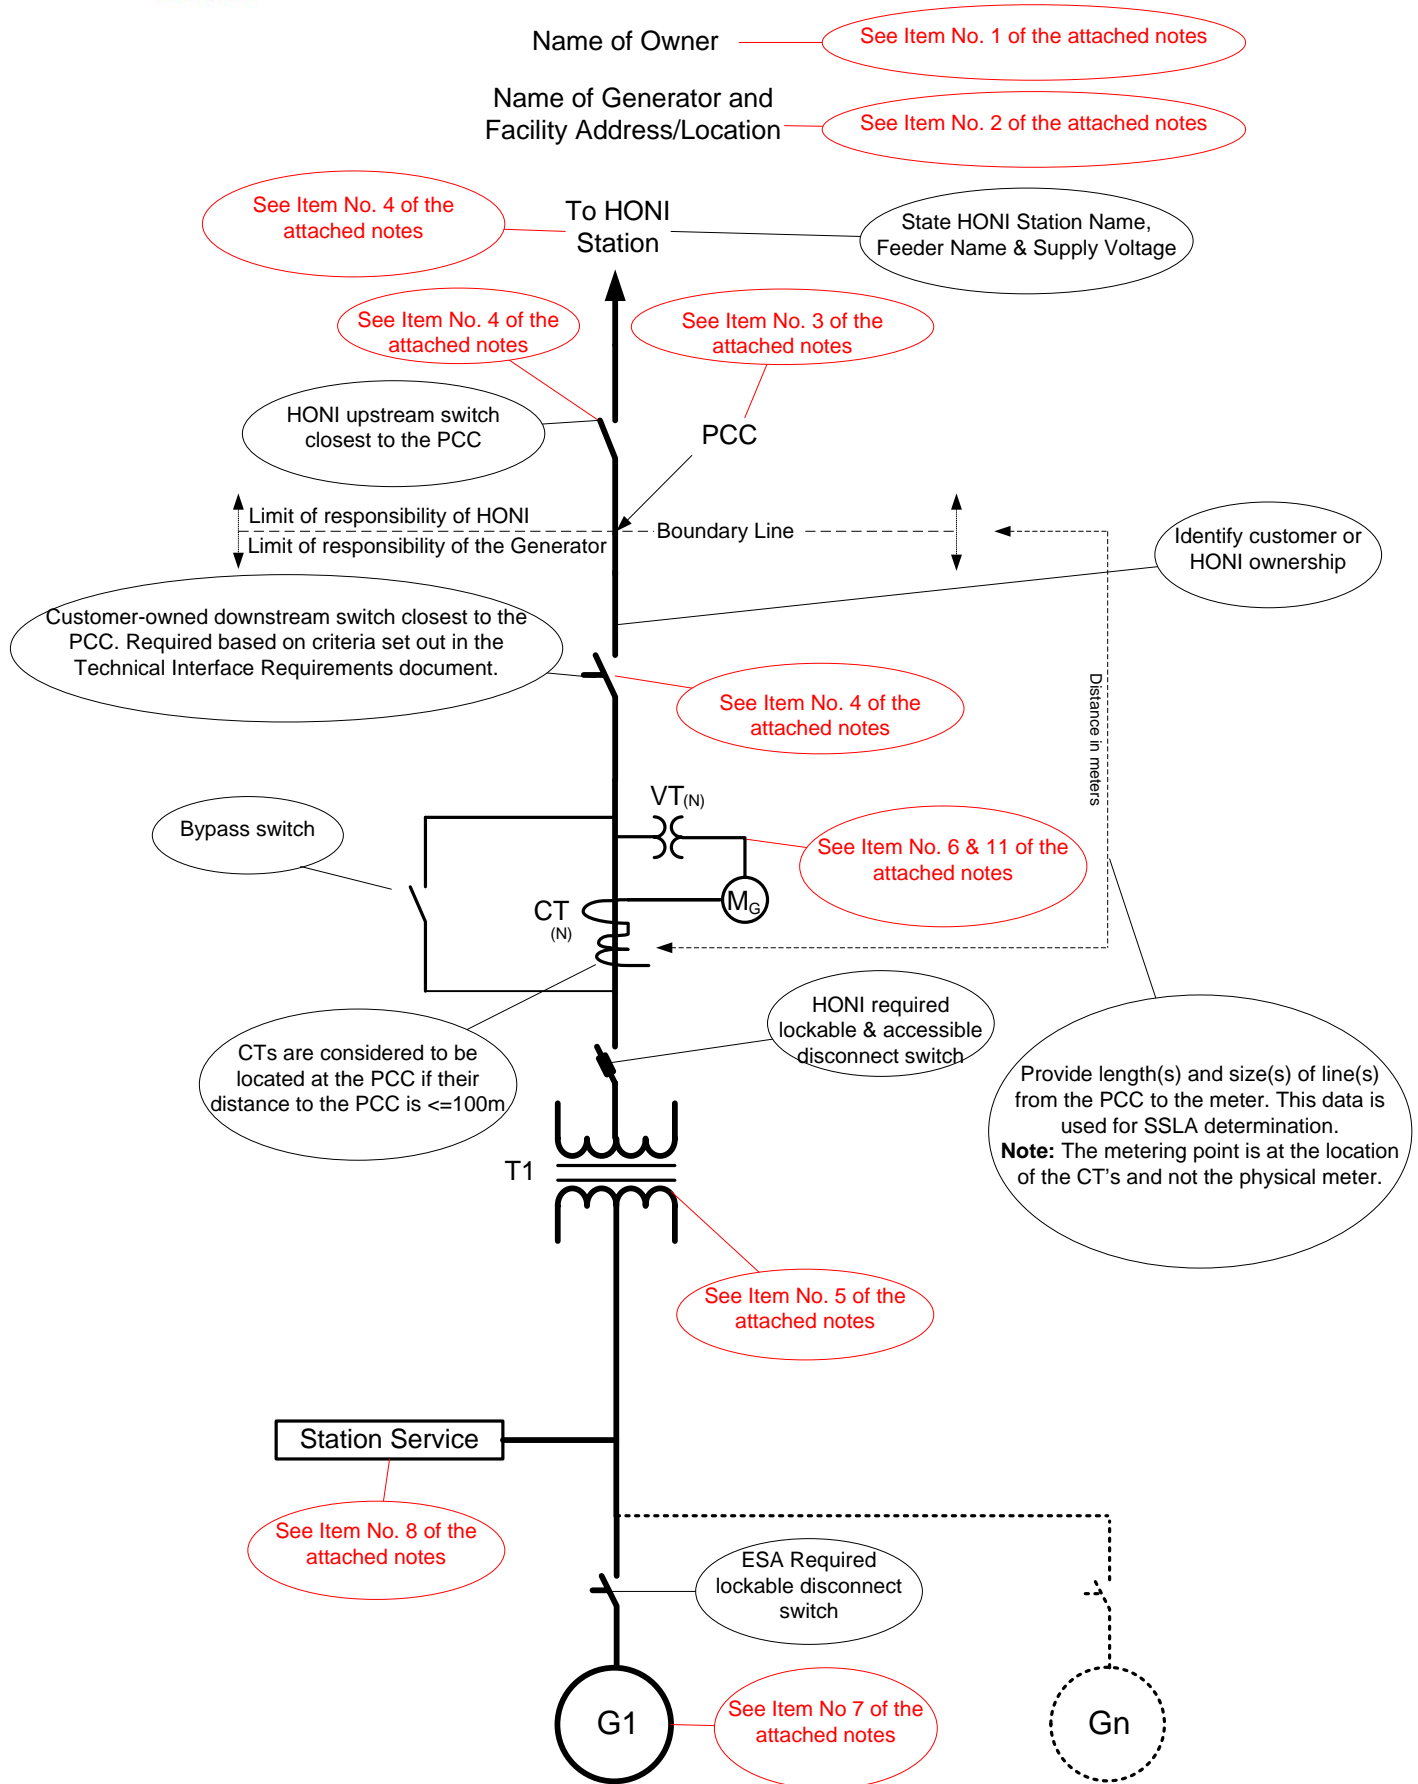 Name of Owner
See Item No. 1 of the attached notes
Name of Generator and
Facility Address/Location
See Item No. 2 of the attached notes
See Item No. 4 of the
attached notes
To HONI
Station
State HONI Station Name,
Feeder Name & Supply Voltage
See Item No. 4 of the
attached notes
See Item No. 3 of the
attached notes
HONI upstream switch
closest to the PCC
PCC
Limit of responsibility of HONI
Boundary Line
Limit of responsibility of the Generator
Identify customer or
HONI ownership
Customer-owned downstream switch closest to the
PCC. Required based on criteria set out in the
Technical Interface Requirements document.
See Item No. 4 of the
attached notes
Distance in meters
VT(N)
Bypass switch
See Item No. 6 & 11 of the
attached notes
MG
CT
(N)
HONI required
lockable & accessible
disconnect switch
CTs are considered to be
located at the PCC if their
distance to the PCC is <=100m
Provide length(s) and size(s) of line(s)
from the PCC to the meter. This data is
used for SSLA determination.
Note: The metering point is at the location
of the CT's and not the physical meter.
T1
See Item No. 5 of the
attached notes
Station Service
See Item No. 8 of the
attached notes
ESA Required
lockable disconnect
switch
G1
See Item No 7 of the
attached notes
Gn